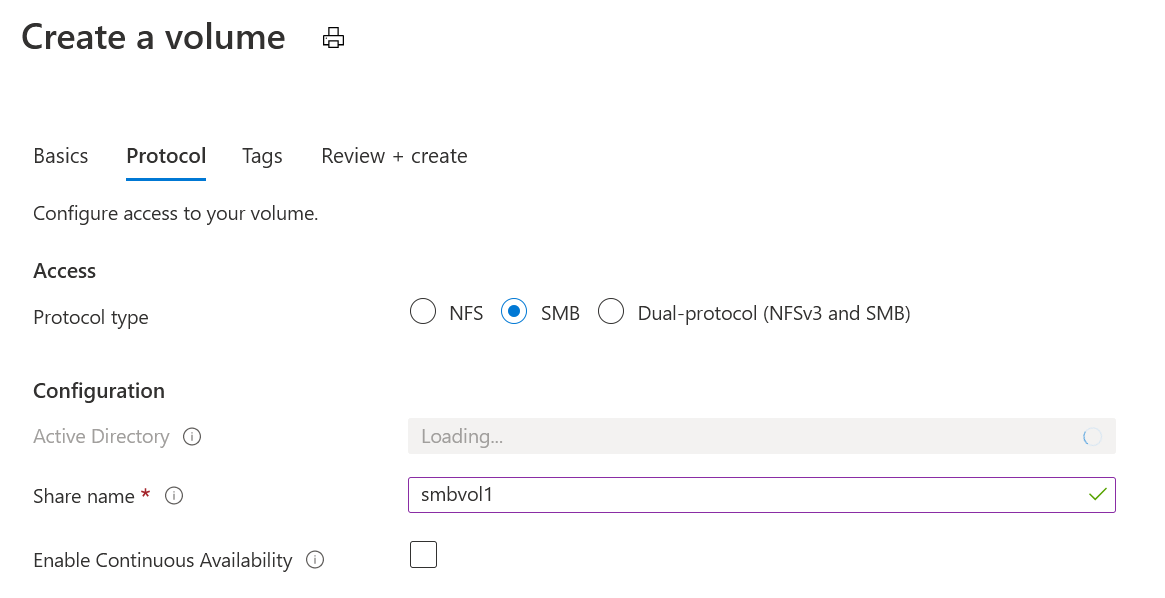 Create a volume
Basics Protocol Tags Review + create
Configure access to your volume.
Access
Protocol type NFS SMB Dual-protocol (NFSv3 and SMB)
Configuration
Active Directory Loading...
Share name * smbvol1
Enable Continuous Availability